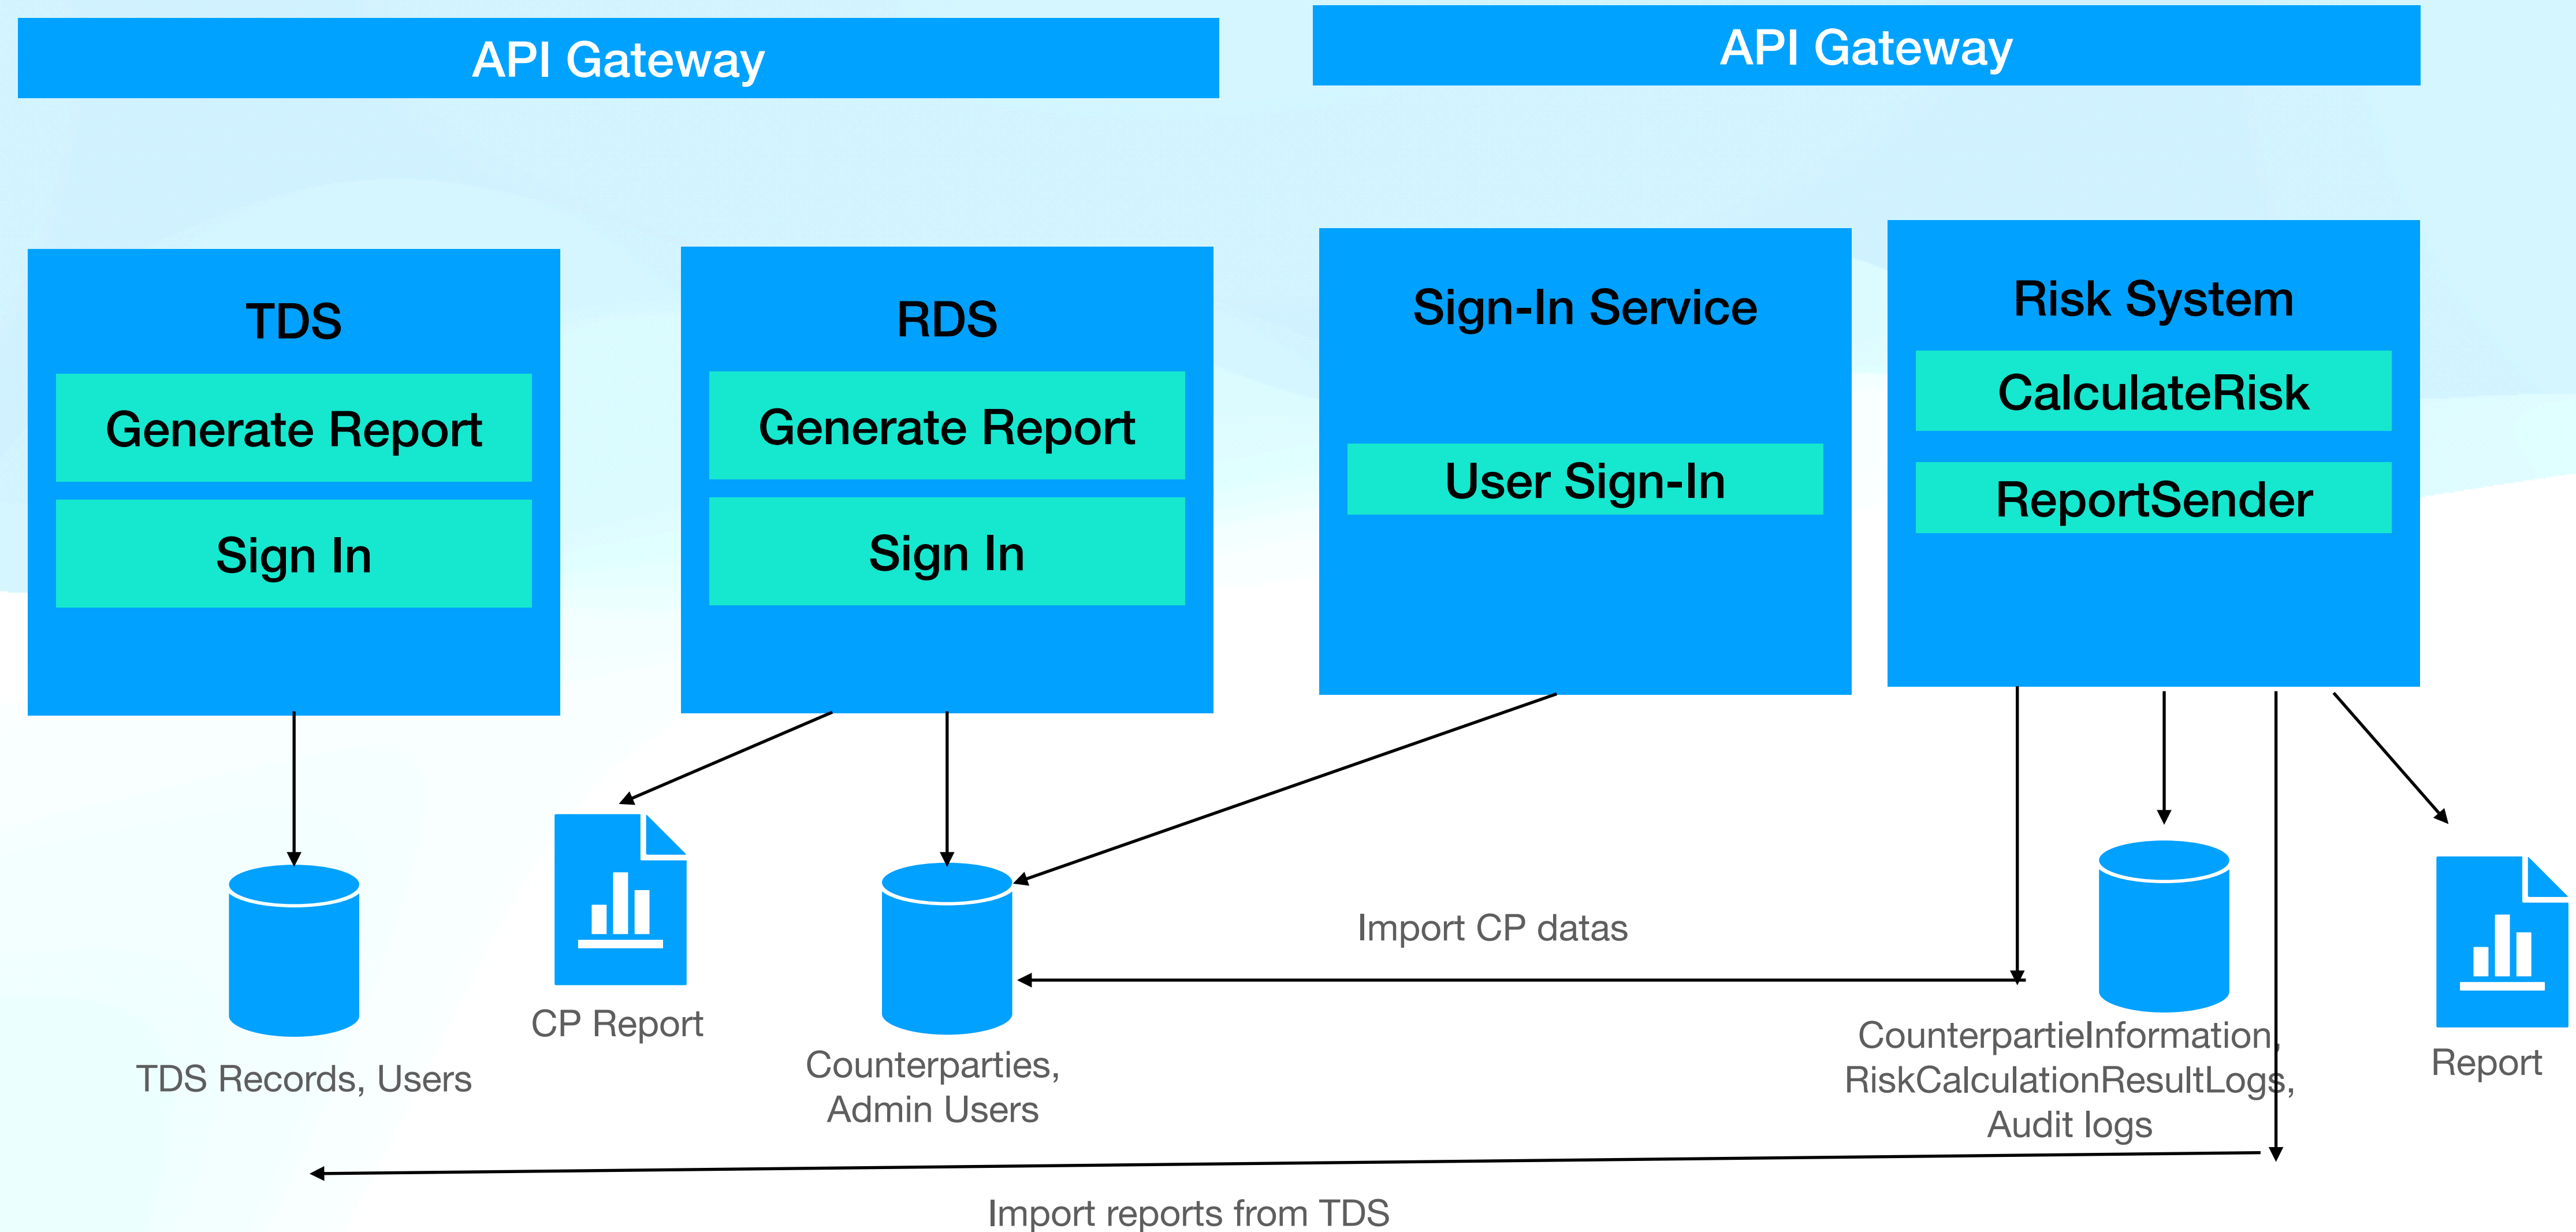 API Gateway
API Gateway
TDS
Generate Report
Sign In
RDS
Generate Report
Sign In
Sign-In Service
User Sign-In
Risk System
CalculateRisk
ReportSender
Import CP datas
CP Report
TDS Records, Users
Counterparties,
Admin Users
CounterpartieInformation,
RiskCalculationResultLogs,
Audit logs
Report
Import reports from TDS